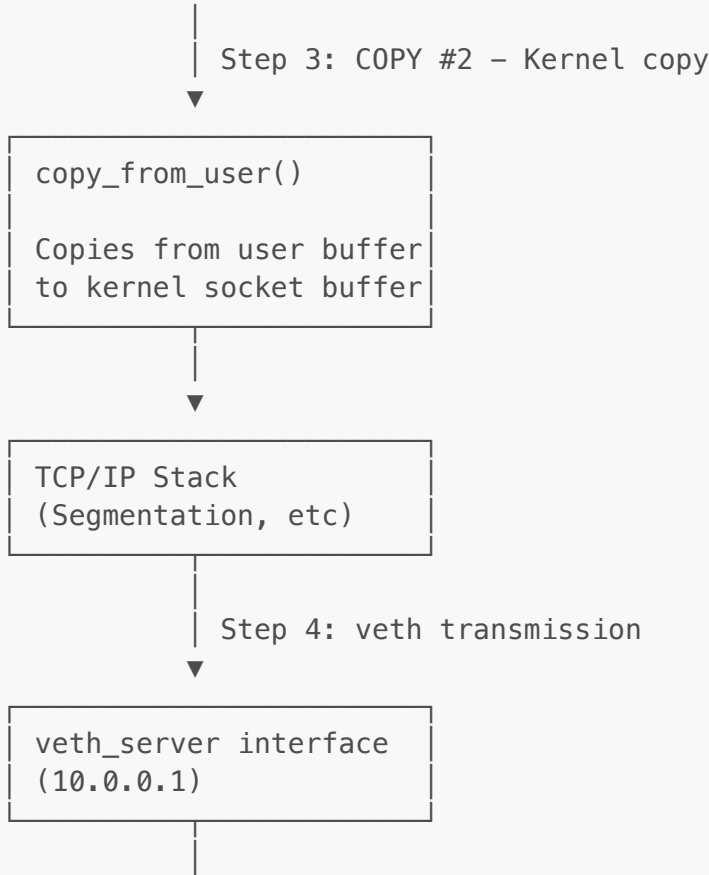 Step 3: COPY #2 – Kernel copy
copy_from_user()
Copies from user buffer
to kernel socket buffer
TCP/IP Stack
(Segmentation, etc)
Step 4: veth transmission
veth_server interface
(10.0.0.1)